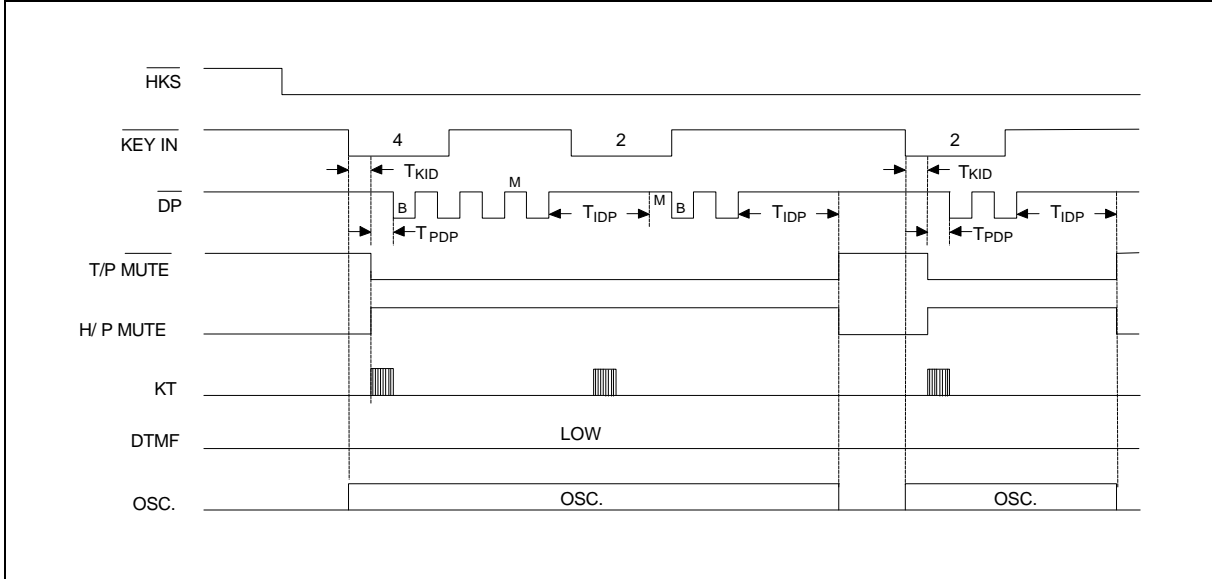 HKS
KEY IN 4 2 2
TKID TKID
DP B M M B
TIDP TIDP TIDP
TPDP TPDP
T/P MUTE
H/ P MUTE
KT
DTMF LOW
OSC. OSC. OSC.